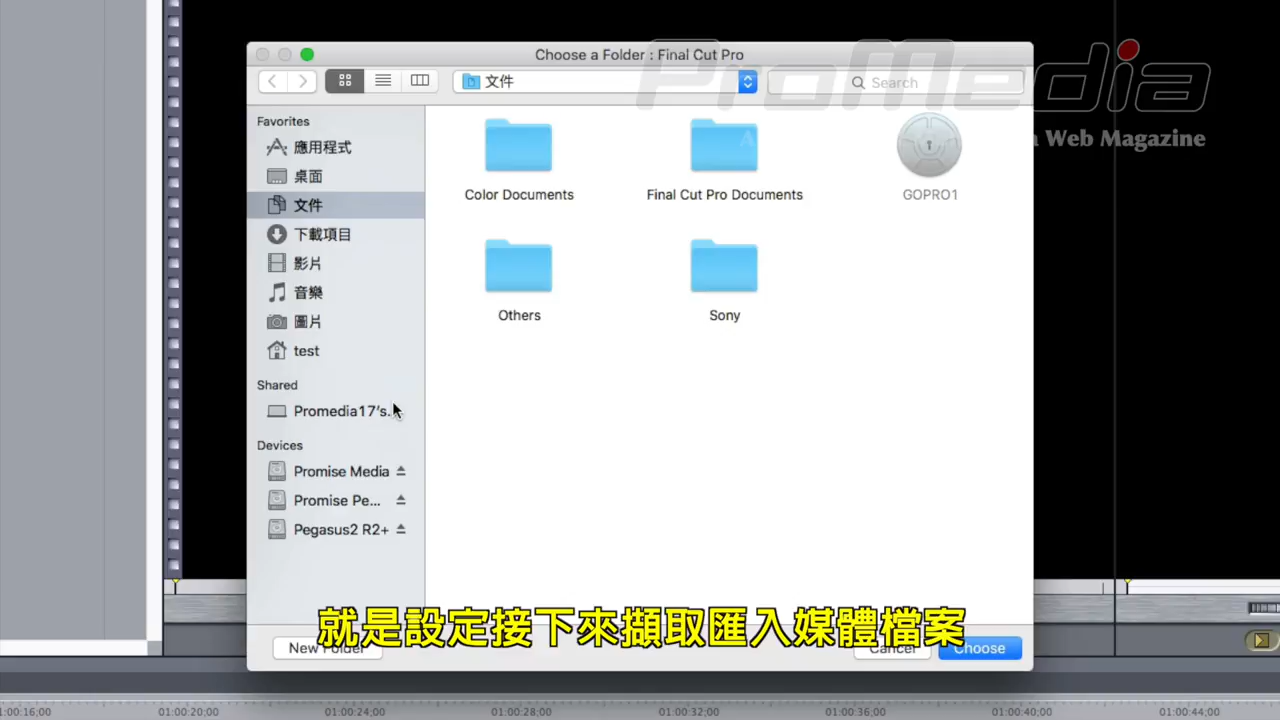 Choose a Folder : Final Cut Pro
文件
Search
ProMedia
Web Magazine
Favorites
應用程式
桌面
文件
下載項目
影片
音樂
圖片
test
Shared
Promedia17's.
Devices
Promise Media
Promise Pe...
Pegasus2 R2+
Color Documents
Final Cut Pro Documents
GOPRO1
Others
Sony
就是設定接下來擷取匯入媒體檔案
New Folder
Cancel
Choose
1:00:16;00
01:00:20;00
01:00:24;00
01:00:28;00
01:00:32;00
01:00:36;00
01:00:40;00
01:00:44;00